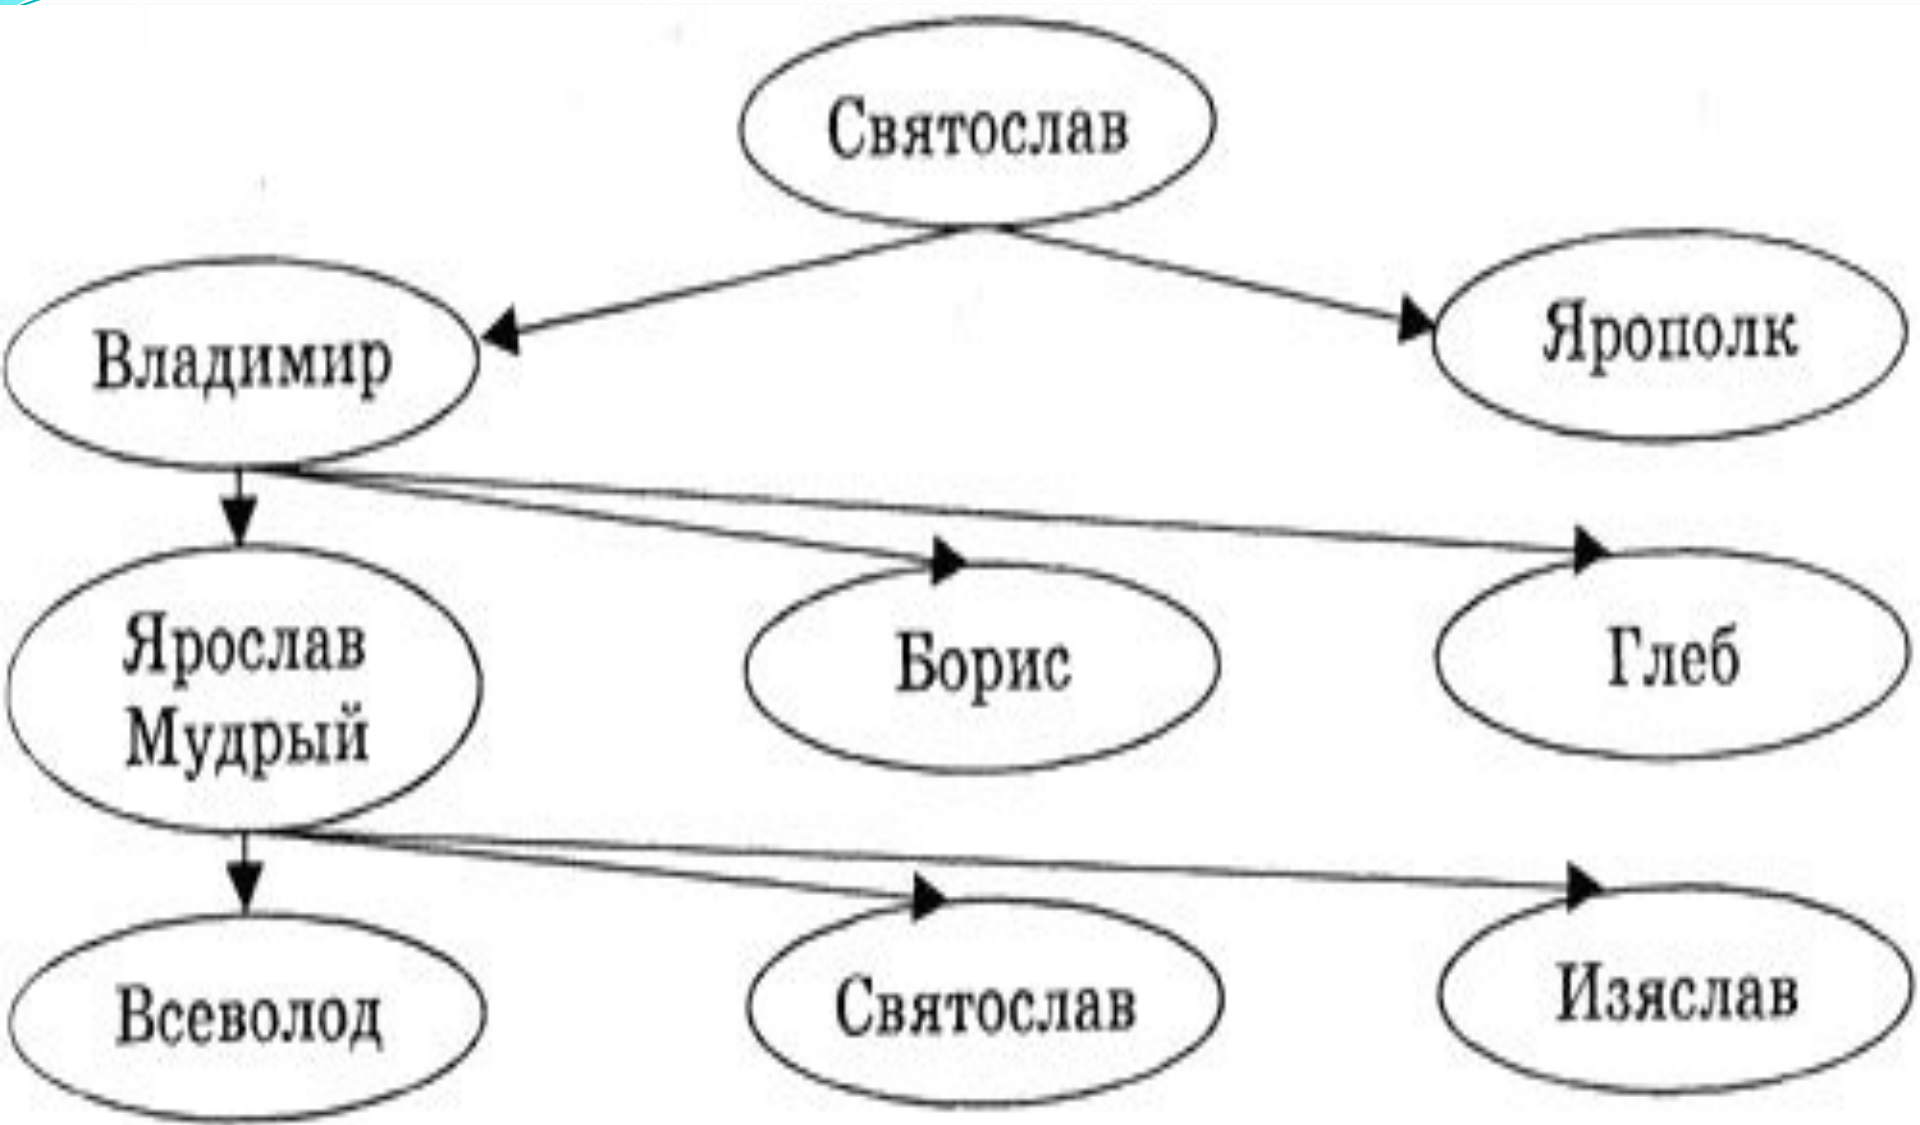 Святослав
Владимир
Ярополк
Ярослав
Мудрый
Борис
Глеб
Всеволод
Святослав
Изяслав